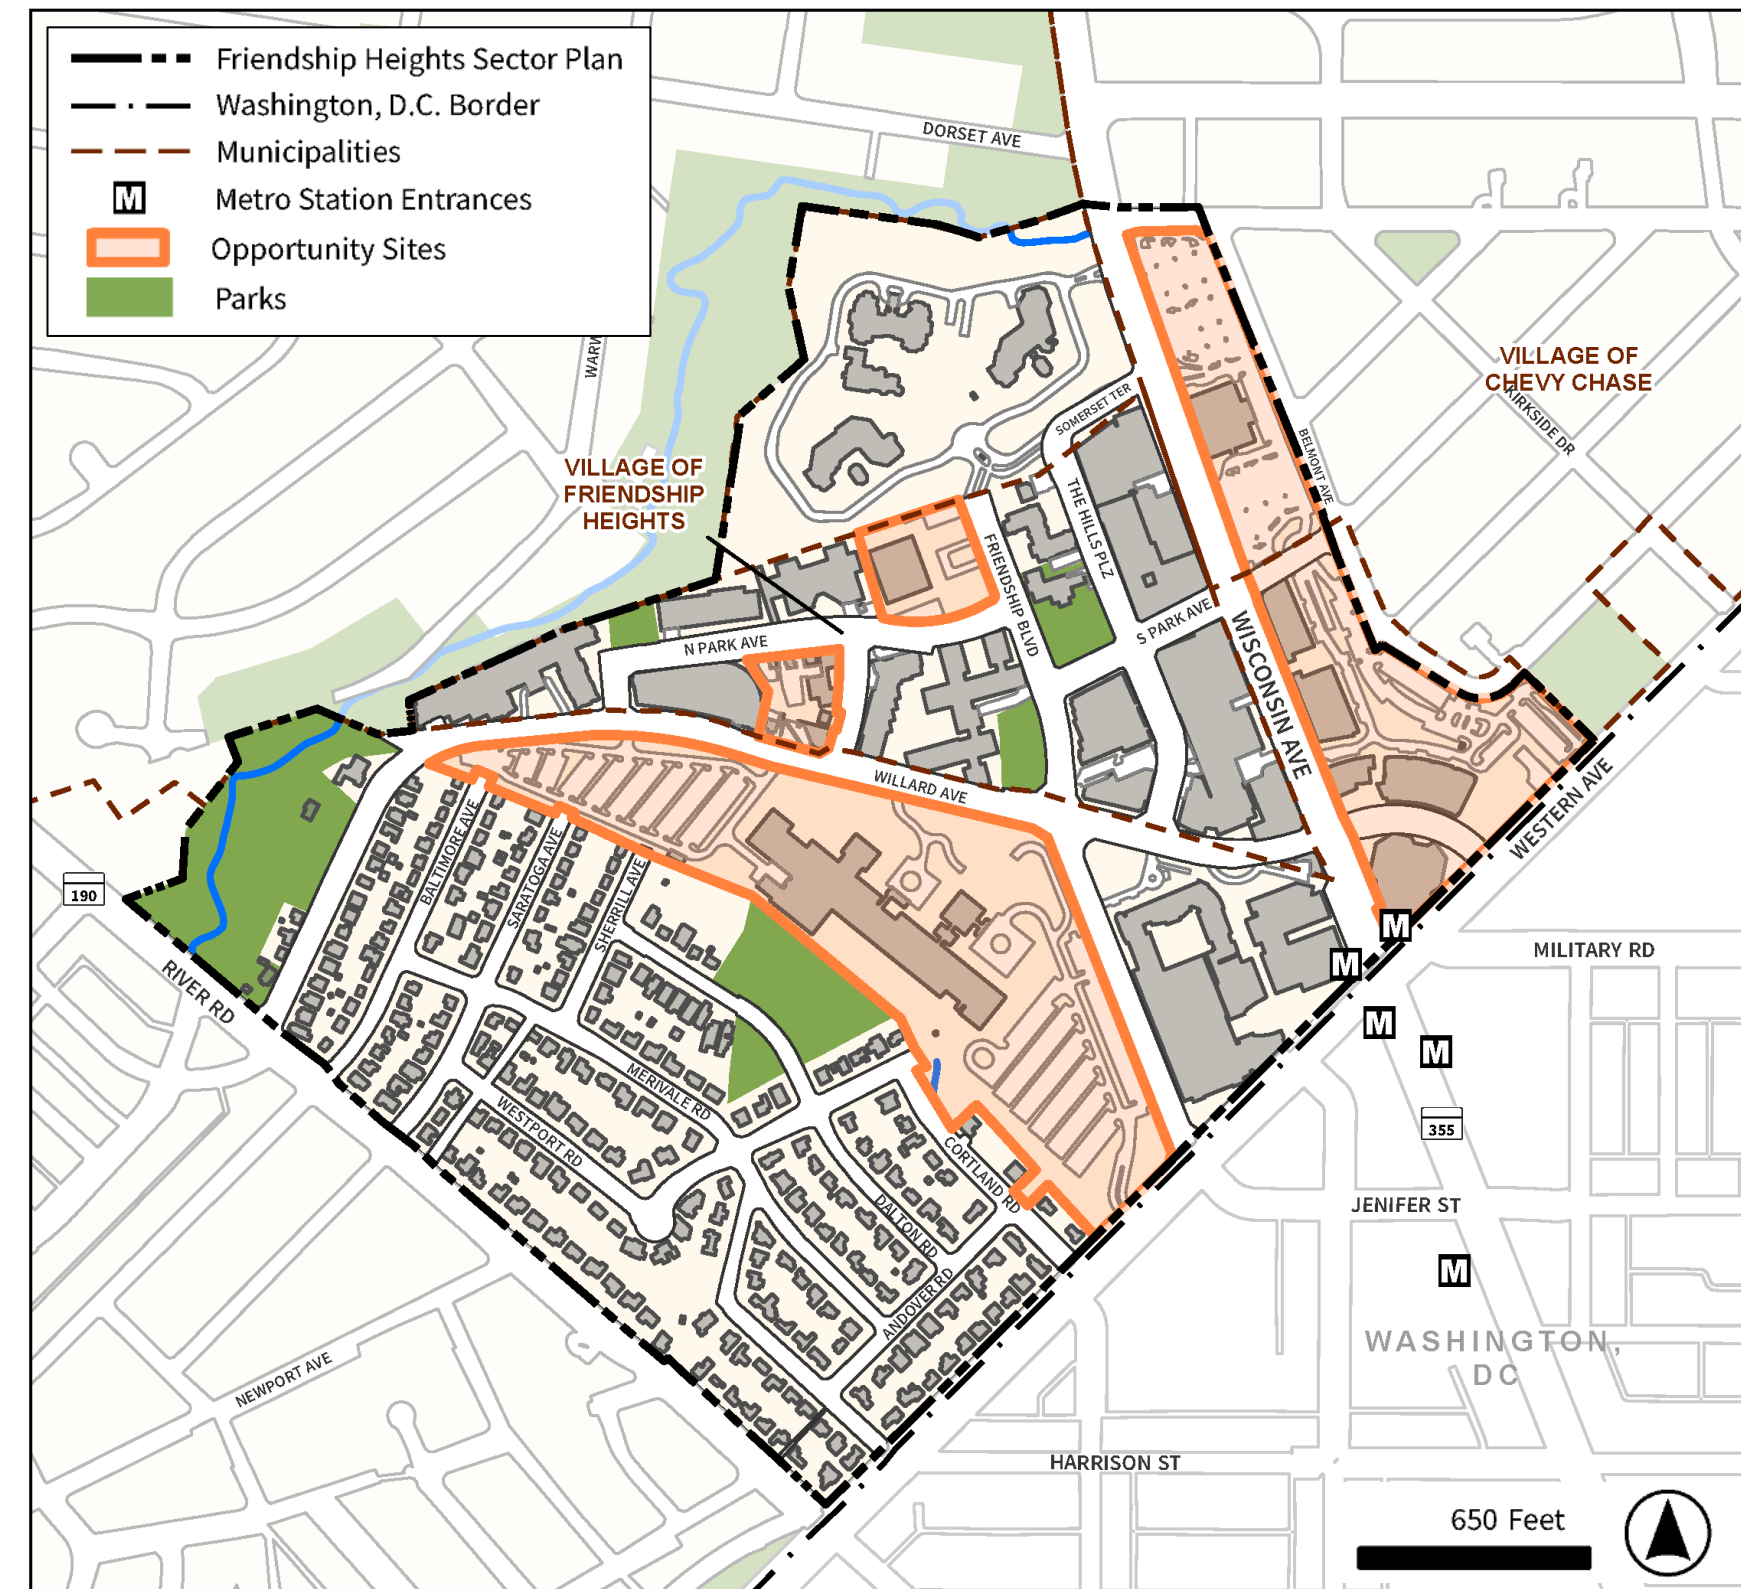 Friendship Heights Sector Plan
Washington, D.C. Border
Municipalities
M
Metro Station Entrances
Opportunity Sites
Parks
DORSET AVE
VILLAGE OF
CHEVY CHASE
KIRKSIDE DR
BELMONT AVE
WARW
SOMERSET TER
VILLAGE OF
FRIENDSHIP
HEIGHTS
THE HILLS PLZ
FRIENDSHIP BLVD
S PARK AVE
N PARK AVE
WISCONSIN AVE
WILLARD AVE
WESTERN AVE
BALTIMORE AVE
SARATOGA AVE
SHERRILL AVE
190
RIVER RD
M
M
M
M
MILITARY RD
MERIVALE RD
WESTPORT RD
355
CORTLAND RD
DALTON RD
ANDOVER RD
JENIFER ST
M
WASHINGTON,
DC
NEWPORT AVE
HARRISON ST
650 Feet